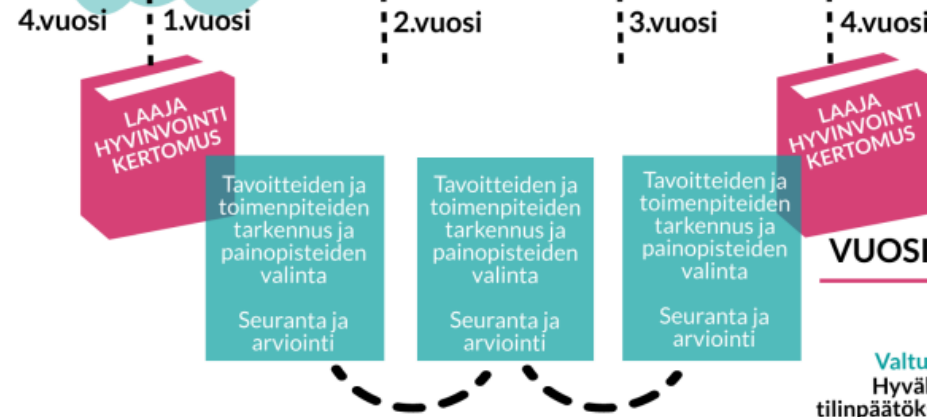 4.vuosi
1.vuosi
2.vuosi
3.vuosi
4.vuosi
LAAJA
HYVINVOINTI
KERTOMUS
Tavoitteiden ja
toimenpiteiden
tarkennus ja
painopisteiden
valinta
Seuranta ja
arviointi
Tavoitteiden ja
toimenpiteiden
tarkennus ja
painopisteiden
valinta
Seuranta ja
arviointi
Tavoitteiden ja
toimenpiteiden
tarkennus ja
painopisteiden
valinta
Seuranta ja
arviointi
LAAJA
HYVINVOINTI
KERTOMUS
VUOSI